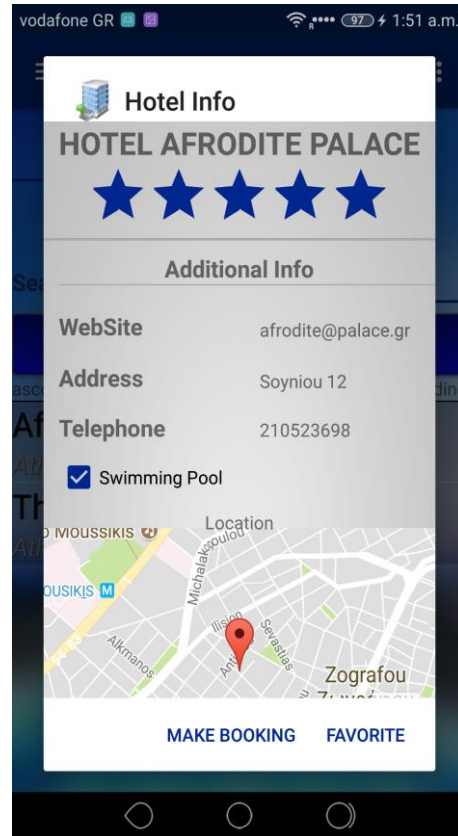 vodafone GR 97 1:51 a.m.
Hotel Info
HOTEL AFRODITE PALACE
Additional Info
WebSite afrodite@palace.gr
Address Soyniou 12
Telephone 210523698
Swimming Pool
Location
Moussikis
Michalakopoulou
OUSIKIS M
Ilision
Sevastias
Alkmanos
Zografou
MAKE BOOKING FAVORITE